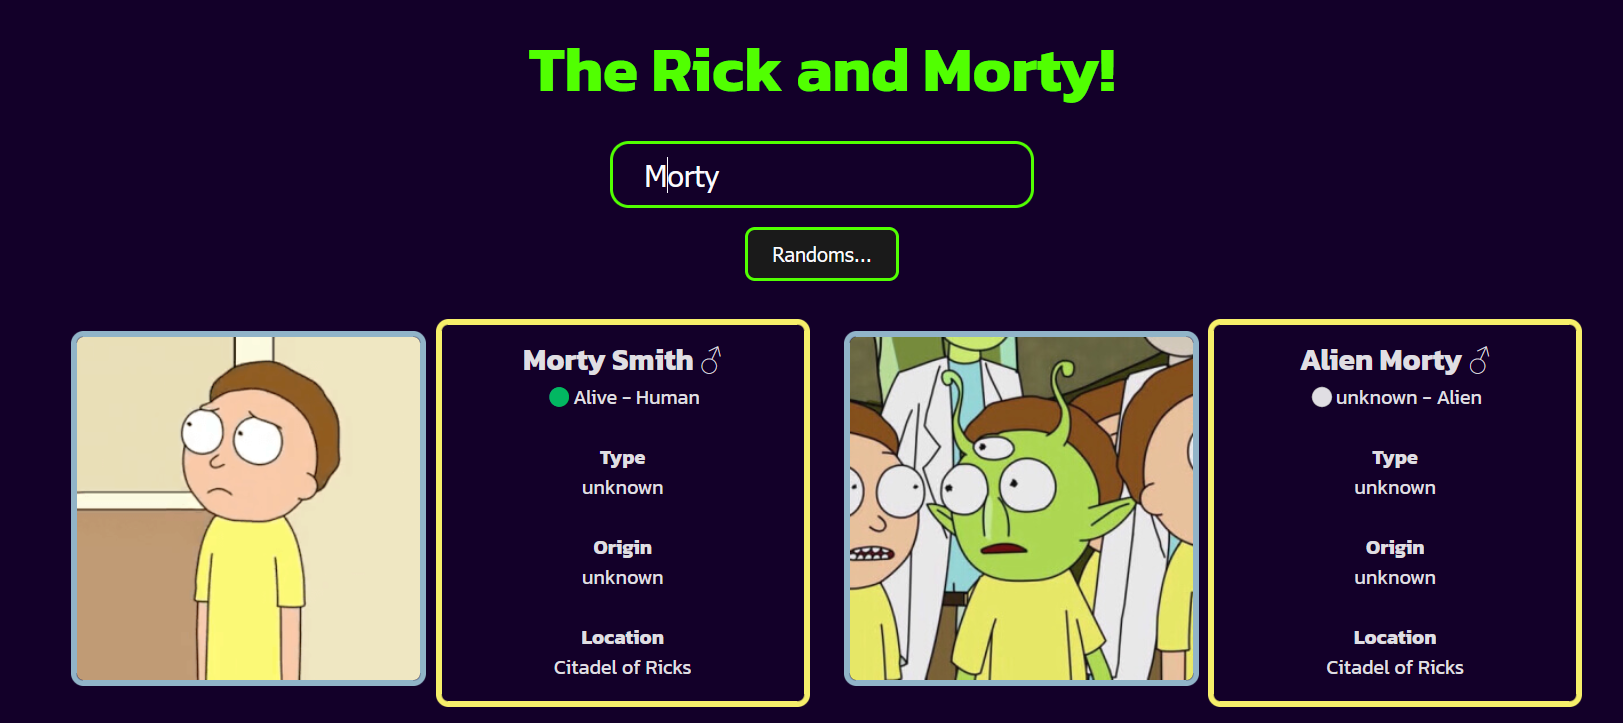 The Rick and Morty!
Morty
Randoms...
Morty Smith ♂
Alive - Human
Type
unknown
Origin
unknown
Location
Citadel of Ricks
Alien Morty ♂
unknown - Alien
Type
unknown
Origin
unknown
Location
Citadel of Ricks